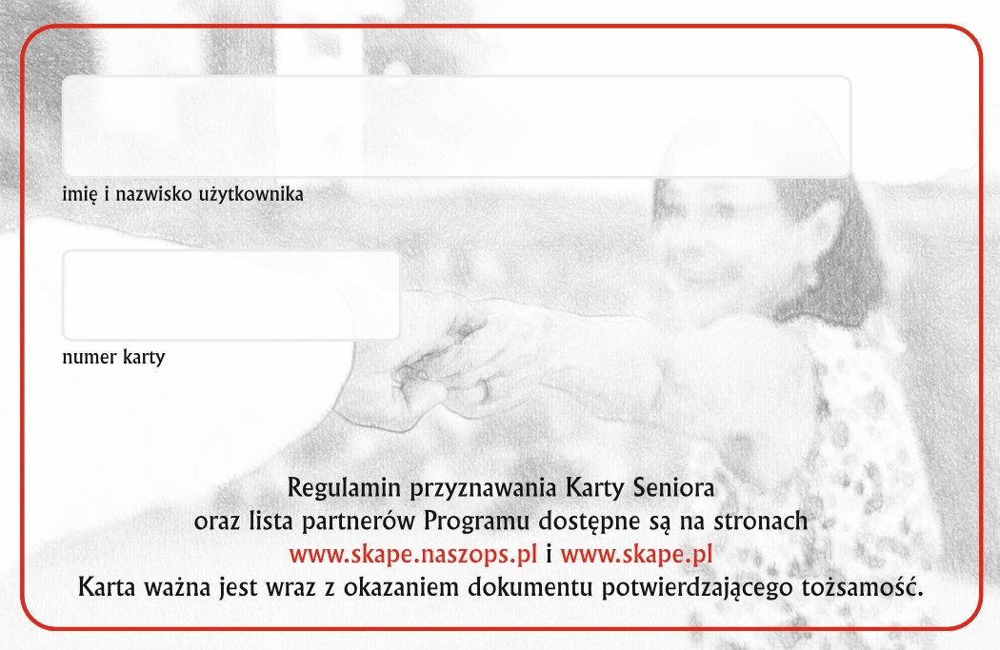 imię i nazwisko użytkownika
numer karty
Regulamin przyznawania Karty Seniora
oraz lista partnerów Programu dostępne są na stronach
www.skape.naszops.pl i www.skape.pl
Karta ważna jest wraz z okazaniem dokumentu potwierdzającego tożsamość.